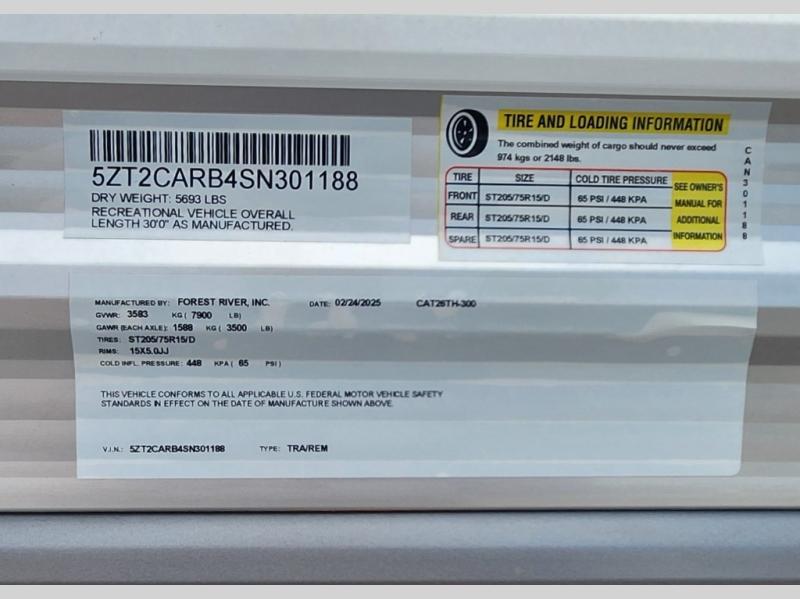 5ZT2CARB4SN301188
DRY WEIGHT: 5693 LBS
RECREATIONAL VEHICLE OVERALL
LENGTH 30'0" AS MANUFACTURED.
TIRE AND LOADING INFORMATION
The combined weight of cargo should never exceed
974 kgs or 2148 lbs.
TIRE SIZE COLD TIRE PRESSURE
FRONT ST205/75R15/D 65 PSI / 448 KPA
REAR ST205/75R15/D 65 PSI / 448 KPA
SPARE ST205/75R15/D 65 PSI / 448 KPA
SEE OWNER'S
MANUAL FOR
ADDITIONAL
INFORMATION
CAN301188
MANUFACTURED BY: FOREST RIVER, INC. DATE: 02/24/2025 CAT26TH-300
GVWR: 3583 KG ( 7900 LB)
GAWR (EACH AXLE): 1588 KG ( 3500 LB)
TIRES: ST205/75R15/D
RIMS: 15X5.0JJ
COLD INFL. PRESSURE: 448 KPA ( 65 PSI )
THIS VEHICLE CONFORMS TO ALL APPLICABLE U.S. FEDERAL MOTOR VEHICLE SAFETY
STANDARDS IN EFFECT ON THE DATE OF MANUFACTURE SHOWN ABOVE.
V.I.N.: 5ZT2CARB4SN301188 TYPE: TRA/REM